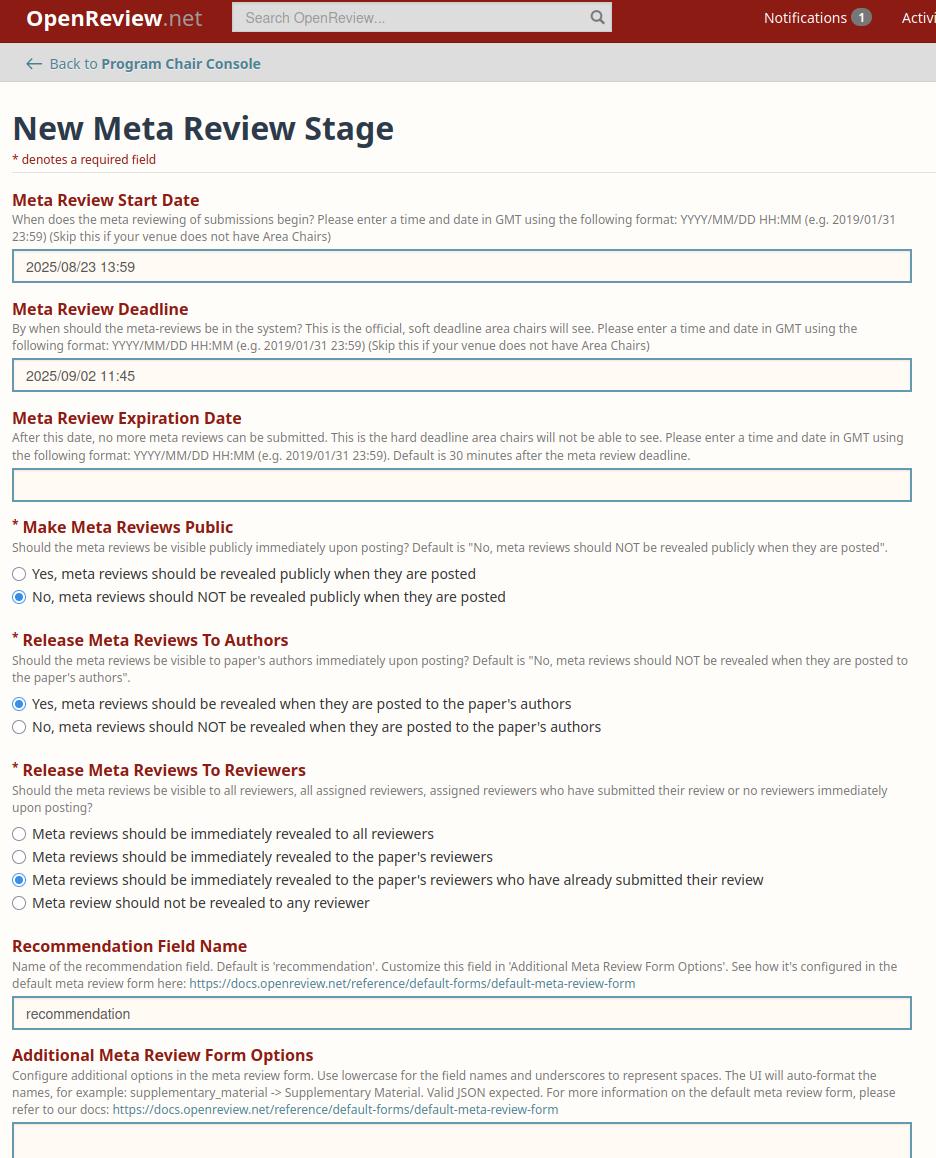 OpenReview.net Search OpenReview... Notifications 1 Activi
← Back to Program Chair Console
New Meta Review Stage
* denotes a required field
Meta Review Start Date
When does the meta reviewing of submissions begin? Please enter a time and date in GMT using the following format: YYYY/MM/DD HH:MM (e.g. 2019/01/31
23:59) (Skip this if your venue does not have Area Chairs)
2025/08/23 13:59
Meta Review Deadline
By when should the meta-reviews be in the system? This is the official, soft deadline area chairs will see. Please enter a time and date in GMT using the
following format: YYYY/MM/DD HH:MM (e.g. 2019/01/31 23:59) (Skip this if your venue does not have Area Chairs)
2025/09/02 11:45
Meta Review Expiration Date
After this date, no more meta reviews can be submitted. This is the hard deadline area chairs will not be able to see. Please enter a time and date in GMT using
the following format: YYYY/MM/DD HH:MM (e.g. 2019/01/31 23:59). Default is 30 minutes after the meta review deadline.
* Make Meta Reviews Public
Should the meta reviews be visible publicly immediately upon posting? Default is "No, meta reviews should NOT be revealed publicly when they are posted".
Yes, meta reviews should be revealed publicly when they are posted
No, meta reviews should NOT be revealed publicly when they are posted
* Release Meta Reviews To Authors
Should the meta reviews be visible to paper's authors immediately upon posting? Default is "No, meta reviews should NOT be revealed when they are posted to
the paper's authors".
Yes, meta reviews should be revealed when they are posted to the paper's authors
No, meta reviews should NOT be revealed when they are posted to the paper's authors
* Release Meta Reviews To Reviewers
Should the meta reviews be visible to all reviewers, all assigned reviewers, assigned reviewers who have submitted their review or no reviewers immediately
upon posting?
Meta reviews should be immediately revealed to all reviewers
Meta reviews should be immediately revealed to the paper's reviewers
Meta reviews should be immediately revealed to the paper's reviewers who have already submitted their review
Meta review should not be revealed to any reviewer
Recommendation Field Name
Name of the recommendation field. Default is 'recommendation'. Customize this field in 'Additional Meta Review Form Options'. See how it's configured in the
default meta review form here: https://docs.openreview.net/reference/default-forms/default-meta-review-form
recommendation
Additional Meta Review Form Options
Configure additional options in the meta review form. Use lowercase for the field names and underscores to represent spaces. The UI will auto-format the
names, for example: supplementary_material -> Supplementary Material. Valid JSON expected. For more information on the default meta review form, please
refer to our docs: https://docs.openreview.net/reference/default-forms/default-meta-review-form